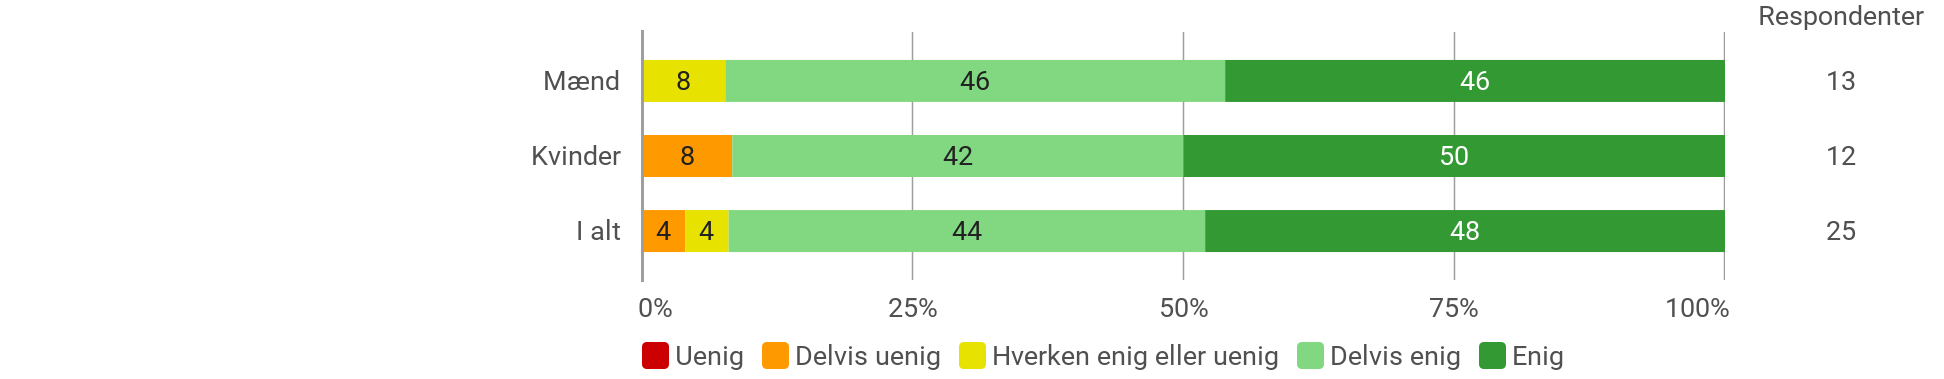 Respondenter
Mænd 8 46 46 13
Kvinder 8 42 50 12
I alt 4 4 44 48 25
0% 25% 50% 75% 100%
Uenig Delvis uenig Hverken enig eller uenig Delvis enig Enig